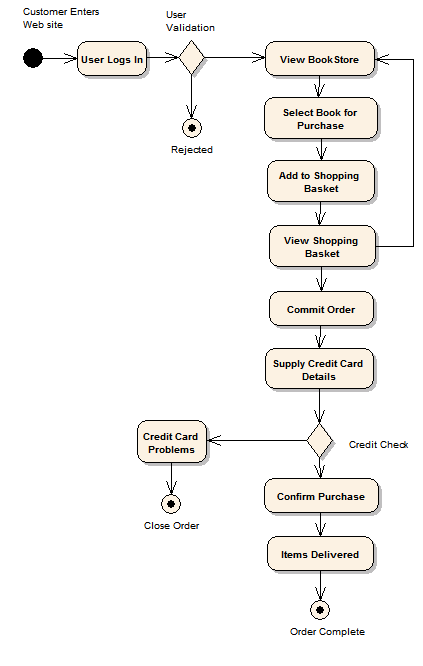 Customer Enters
Web site
User
Validation
User Logs In
View BookStore
Select Book for
Purchase
Rejected
Add to Shopping
Basket
View Shopping
Basket
Commit Order
Supply Credit Card
Details
Credit Card
Problems
Credit Check
Confirm Purchase
Close Order
Items Delivered
Order Complete